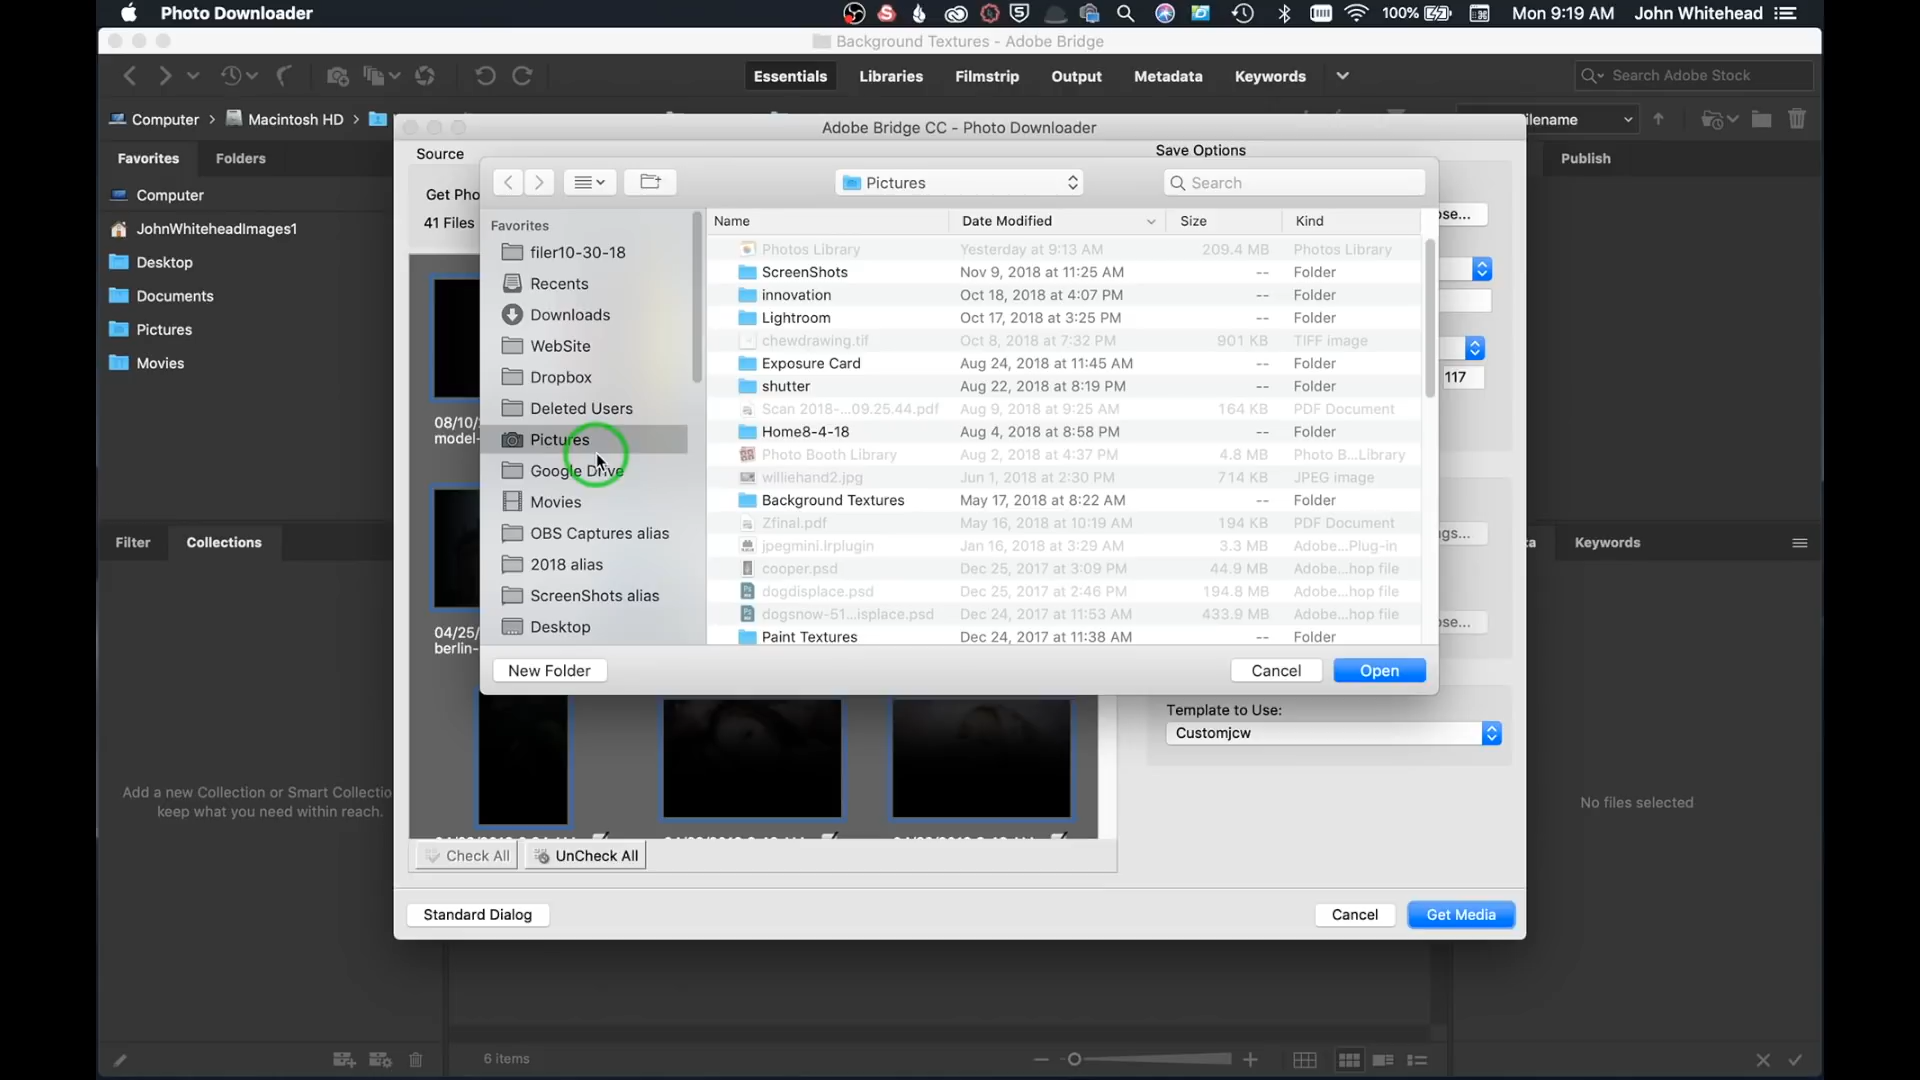 Photo Downloader
100%
Mon 9:19 AM
John Whitehead
Background Textures - Adobe Bridge
Essentials
Libraries
Filmstrip
Output
Metadata
Keywords
Search Adobe Stock
Computer
Macintosh HD
ilename
Favorites
Folders
Publish
Computer
JohnWhiteheadImages1
Desktop
Documents
Pictures
Movies
Filter
Collections
Add a new Collection or Smart Collectio
keep what you need within reach.
Adobe Bridge CC - Photo Downloader
Source
Save Options
Get Pho
41 Files
ose...
117
Pictures
Search
Favorites
filer10-30-18
Recents
Downloads
WebSite
Dropbox
Deleted Users
Pictures
Google Drive
Movies
OBS Captures alias
2018 alias
ScreenShots alias
Desktop
Name Date Modified Size Kind
Photos Library Yesterday at 9:13 AM 209.4 MB Photos Library
ScreenShots Nov 9, 2018 at 11:25 AM -- Folder
innovation Oct 18, 2018 at 4:07 PM -- Folder
Lightroom Oct 17, 2018 at 3:25 PM -- Folder
chewdrawing.tif Oct 8, 2018 at 7:32 PM 901 KB TIFF image
Exposure Card Aug 24, 2018 at 11:45 AM -- Folder
shutter Aug 22, 2018 at 8:19 PM -- Folder
Scan 2018-...09.25.44.pdf Aug 9, 2018 at 9:25 AM 164 KB PDF Document
Home8-4-18 Aug 4, 2018 at 8:58 PM -- Folder
Photo Booth Library Aug 2, 2018 at 4:37 PM 4.8 MB Photo B...Library
williehand2.jpg Jun 1, 2018 at 2:30 PM 714 KB JPEG image
Background Textures May 17, 2018 at 8:22 AM -- Folder
Zfinal.pdf May 16, 2018 at 10:19 AM 194 KB PDF Document
jpegmini.lrplugin Jan 16, 2018 at 3:29 AM 3.3 MB Adobe...Plug-in
cooper.psd Dec 25, 2017 at 3:09 PM 44.9 MB Adobe...hop file
dogdisplace.psd Dec 25, 2017 at 2:46 PM 194.8 MB Adobe...hop file
dogsnow-51...isplace.psd Dec 24, 2017 at 11:53 AM 433.9 MB Adobe...hop file
Paint Textures Dec 24, 2017 at 11:38 AM -- Folder
New Folder
Cancel
Open
08/10/
model-
04/25/
berlin-
gs...
ose...
Template to Use:
Customjcw
Check All
UnCheck All
Standard Dialog
Cancel
Get Media
ta
Keywords
No files selected
6 items